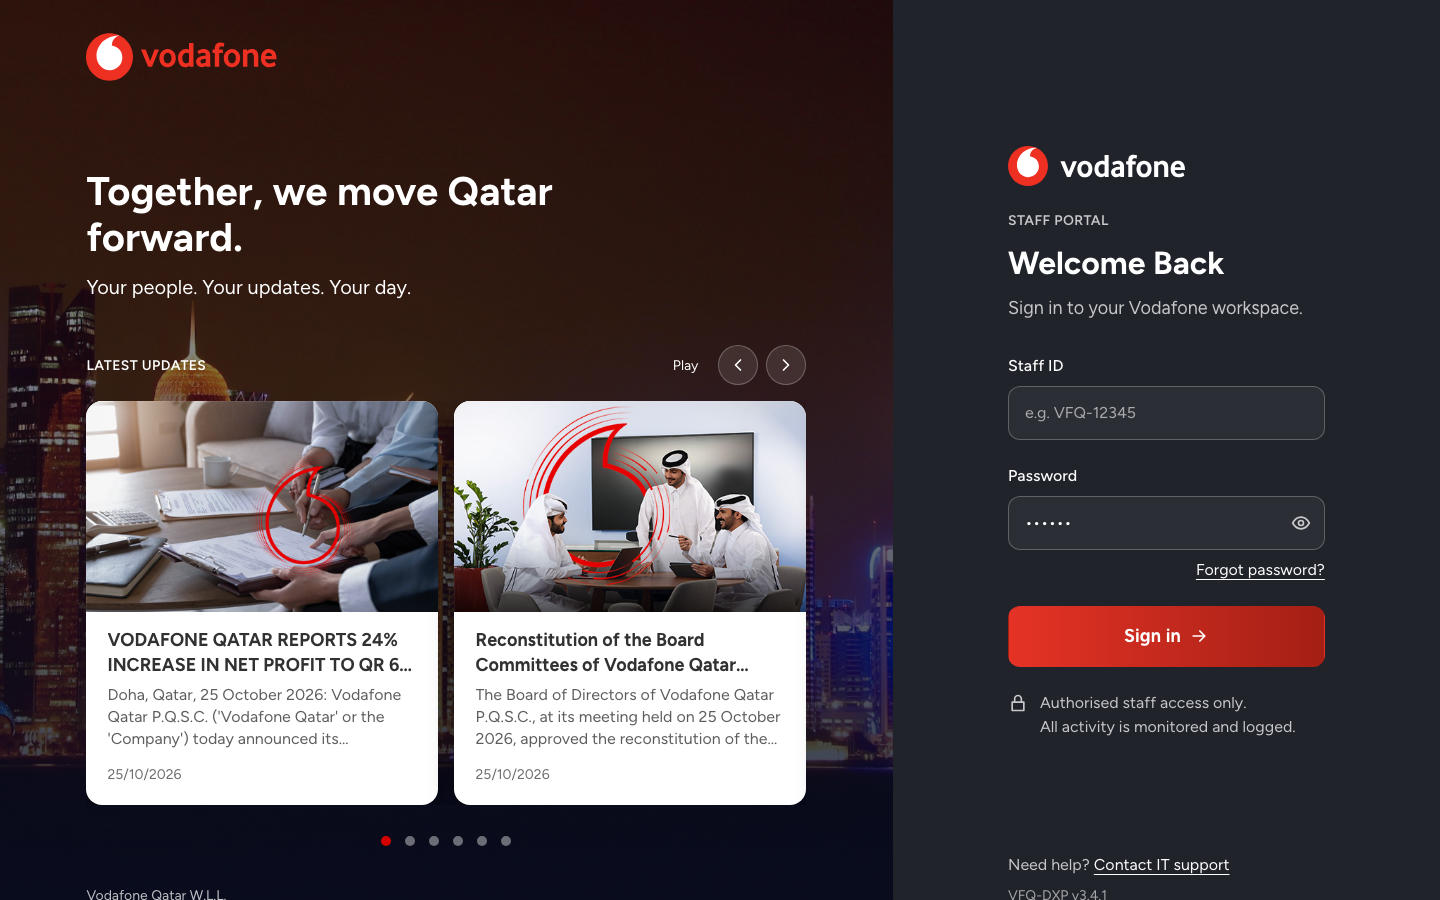 vodafone
Together, we move Qatar
forward.
Your people. Your updates. Your day.
LATEST UPDATES
Play
VODAFONE QATAR REPORTS 24%
INCREASE IN NET PROFIT TO QR 6...
Doha, Qatar, 25 October 2026: Vodafone
Qatar P.Q.S.C. ('Vodafone Qatar' or the
'Company') today announced its...
25/10/2026
Reconstitution of the Board
Committees of Vodafone Qatar...
The Board of Directors of Vodafone Qatar
P.Q.S.C., at its meeting held on 25 October
2026, approved the reconstitution of the...
25/10/2026
Vodafone Qatar W.L.L.
vodafone
STAFF PORTAL
Welcome Back
Sign in to your Vodafone workspace.
Staff ID
e.g. VFQ-12345
Password
••••••
Forgot password?
Sign in →
Authorised staff access only.
All activity is monitored and logged.
Need help? Contact IT support
VFQ-DXP v3.4.1